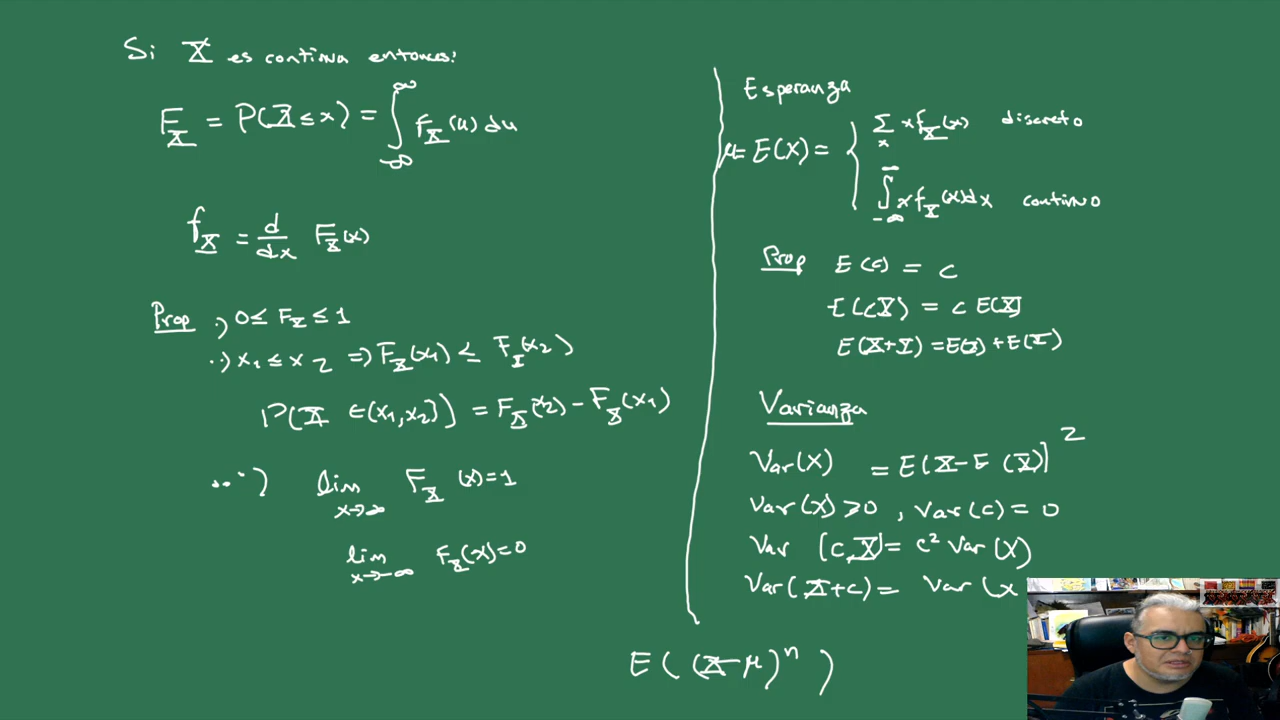 Si X es continua entonces:
F_X = P(X ≤ x) = ∫_{-∞}^{∞} f_X(u) du
f_X = d/dx F_X(x)
Prop .) 0 ≤ F_X ≤ 1
..) x1 ≤ x2 ⇒ F_X(x1) ≤ F_X(x2)
P(X ∈ (x1, x2]) = F_X(x2) - F_X(x1)
...) lim_{x→∞} F_X(x) = 1
lim_{x→-∞} F_X(x) = 0
Esperanza
μ = E(X) = { Σ_x x f_X(x) discreto
∫_{-∞}^{∞} x f_X(x) dx continuo
Prop E(c) = c
E(cX) = c E(X)
E(X+Y) = E(X) + E(Y)
Varianza
Var(X) = E(X - E(X))^2
Var(x) ≥ 0, Var(c) = 0
Var(c X) = c^2 Var(X)
Var(X+c) = Var(x
E((X-μ)^n)